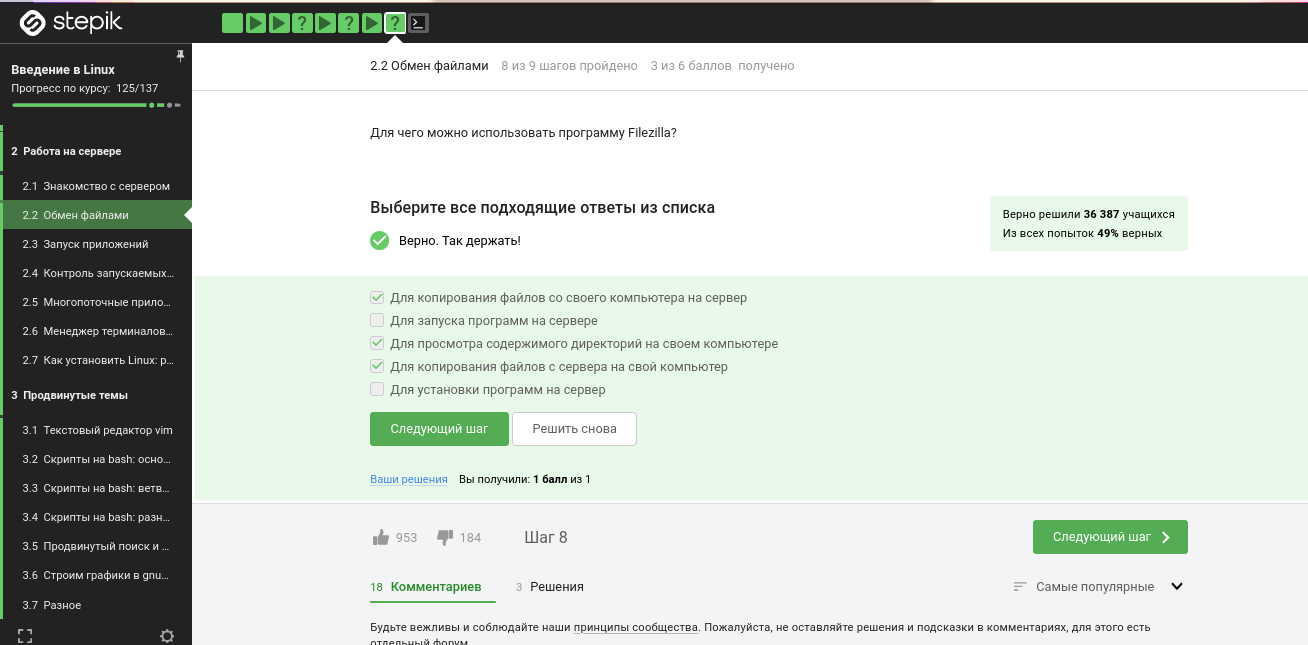 stepik
Введение в Linux
Прогресс по курсу: 125/137
2 Работа на сервере
2.1 Знакомство с сервером
2.2 Обмен файлами
2.3 Запуск приложений
2.4 Контроль запускаемых...
2.5 Многопоточные прило...
2.6 Менеджер терминалов...
2.7 Как установить Linux: р...
3 Продвинутые темы
3.1 Текстовый редактор vim
3.2 Скрипты на bash: осно...
3.3 Скрипты на bash: ветв...
3.4 Скрипты на bash: разн...
3.5 Продвинутый поиск и ...
3.6 Строим графики в gnu...
3.7 Разное
2.2 Обмен файлами 8 из 9 шагов пройдено 3 из 6 баллов получено
Для чего можно использовать программу Filezilla?
Выберите все подходящие ответы из списка
Верно. Так держать!
Верно решили 36 387 учащихся
Из всех попыток 49% верных
Для копирования файлов со своего компьютера на сервер
Для запуска программ на сервере
Для просмотра содержимого директорий на своем компьютере
Для копирования файлов с сервера на свой компьютер
Для установки программ на сервер
Следующий шаг Решить снова
Ваши решения Вы получили: 1 балл из 1
953 184 Шаг 8 Следующий шаг
18 Комментариев 3 Решения Самые популярные
Будьте вежливы и соблюдайте наши принципы сообщества. Пожалуйста, не оставляйте решения и подсказки в комментариях, для этого есть
отдельный форум.